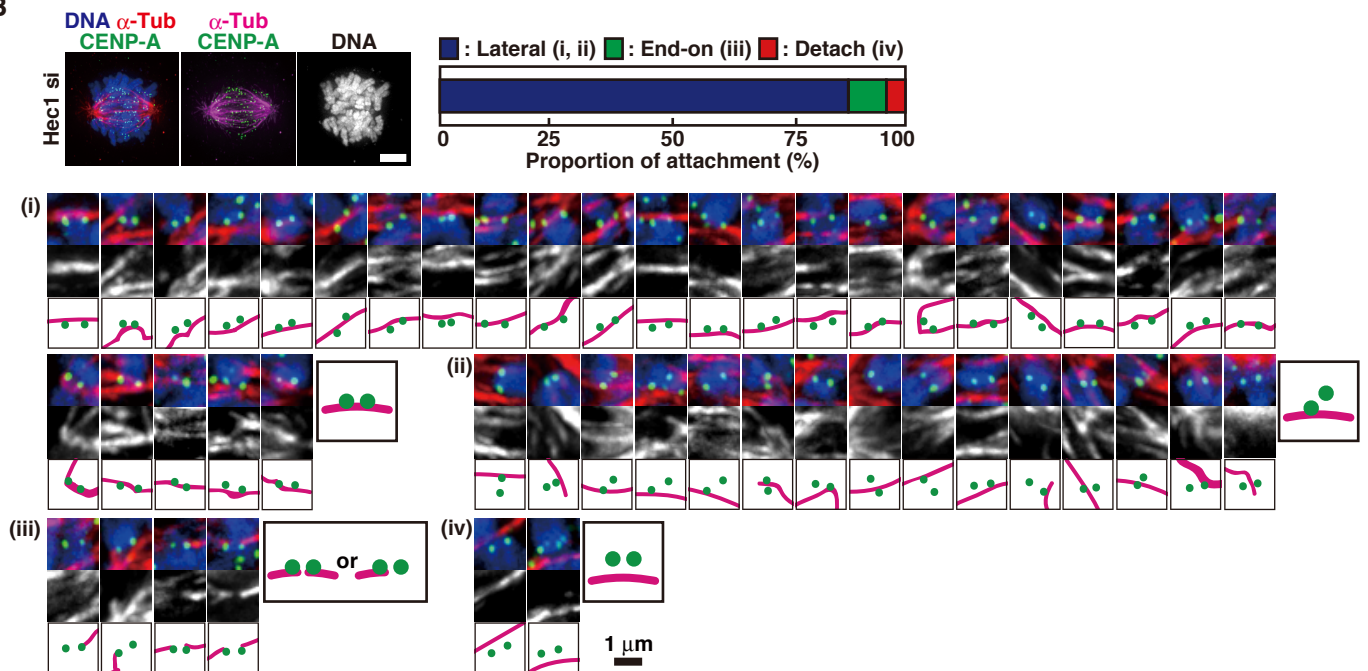 B
DNA α-Tub
CENP-A
α-Tub
CENP-A
DNA
Hec1 si
: Lateral (i, ii) : End-on (iii) : Detach (iv)
0 25 50 75 100
Proportion of attachment (%)
(i)
(ii)
(iii)
or
(iv)
1 μm